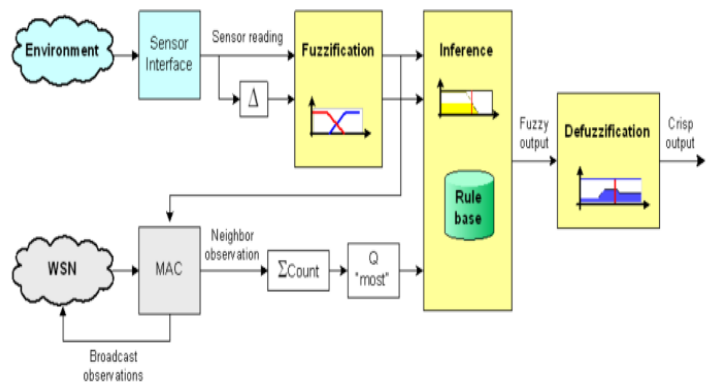 Environment
Sensor
Interface
Sensor reading
Δ
Fuzzification
Inference
Rule
base
Fuzzy
output
Defuzzification
Crisp
output
WSN
MAC
Neighbor
observation
ΣCount
Q
"most"
Broadcast
observations